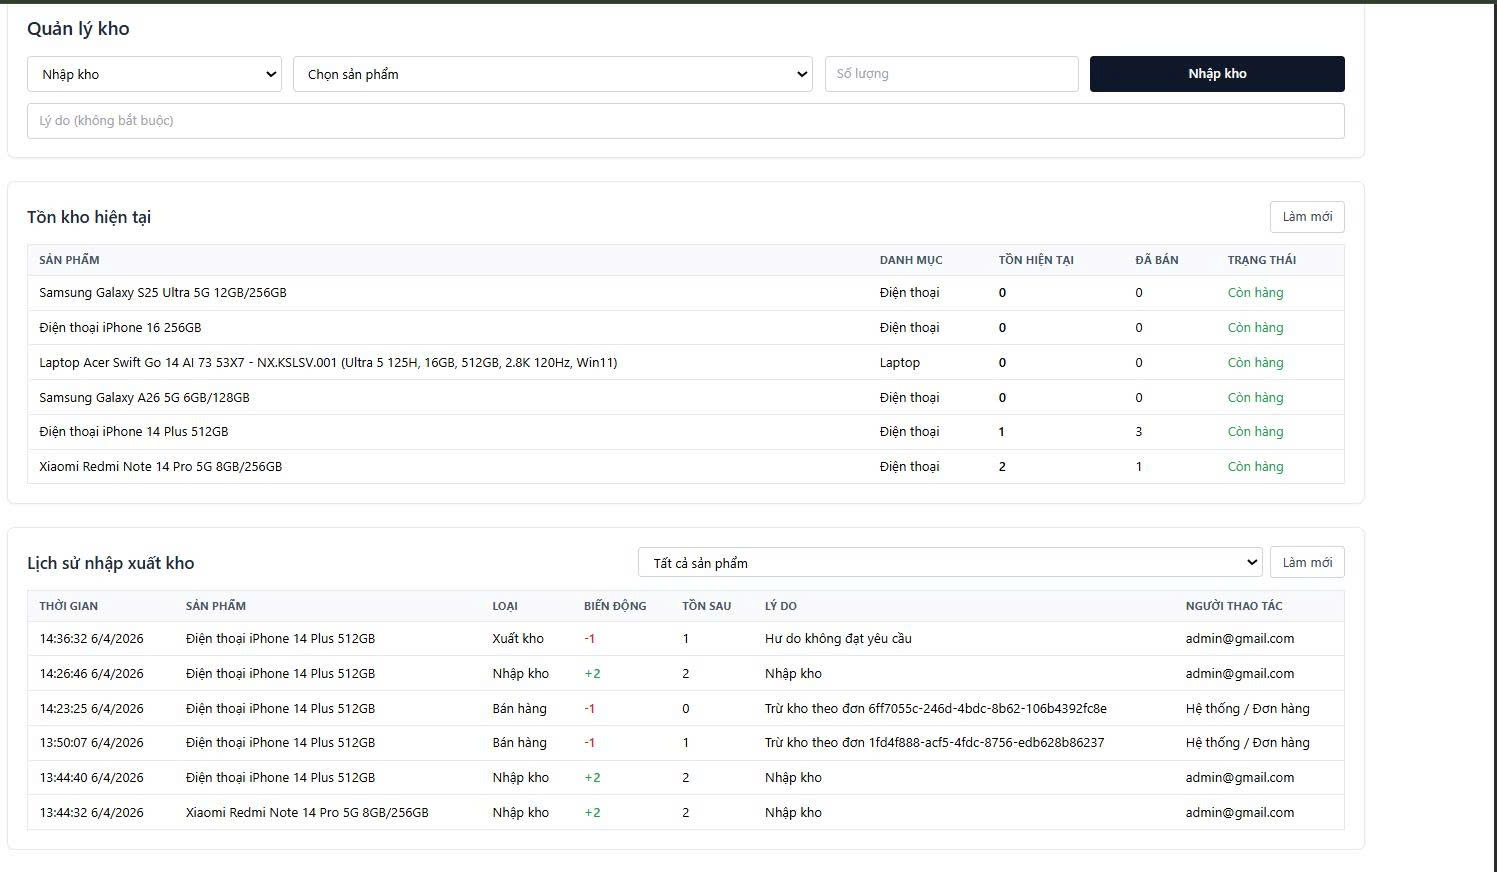 Quản lý kho
Nhập kho Chọn sản phẩm Số lượng Nhập kho
Lý do (không bắt buộc)
Tồn kho hiện tại Làm mới
SẢN PHẨM DANH MỤC TỒN HIỆN TẠI ĐÃ BÁN TRẠNG THÁI
Samsung Galaxy S25 Ultra 5G 12GB/256GB Điện thoại 0 0 Còn hàng
Điện thoại iPhone 16 256GB Điện thoại 0 0 Còn hàng
Laptop Acer Swift Go 14 AI 73 53X7 - NX.KSLSV.001 (Ultra 5 125H, 16GB, 512GB, 2.8K 120Hz, Win11) Laptop 0 0 Còn hàng
Samsung Galaxy A26 5G 6GB/128GB Điện thoại 0 0 Còn hàng
Điện thoại iPhone 14 Plus 512GB Điện thoại 1 3 Còn hàng
Xiaomi Redmi Note 14 Pro 5G 8GB/256GB Điện thoại 2 1 Còn hàng
Lịch sử nhập xuất kho Tất cả sản phẩm Làm mới
THỜI GIAN SẢN PHẨM LOẠI BIẾN ĐỘNG TỒN SAU LÝ DO NGƯỜI THAO TÁC
14:36:32 6/4/2026 Điện thoại iPhone 14 Plus 512GB Xuất kho -1 1 Hư do không đạt yêu cầu admin@gmail.com
14:26:46 6/4/2026 Điện thoại iPhone 14 Plus 512GB Nhập kho +2 2 Nhập kho admin@gmail.com
14:23:25 6/4/2026 Điện thoại iPhone 14 Plus 512GB Bán hàng -1 0 Trừ kho theo đơn 6ff7055c-246d-4bdc-8b62-106b4392fc8e Hệ thống / Đơn hàng
13:50:07 6/4/2026 Điện thoại iPhone 14 Plus 512GB Bán hàng -1 1 Trừ kho theo đơn 1fd4f888-acf5-4fdc-8756-edb628b86237 Hệ thống / Đơn hàng
13:44:40 6/4/2026 Điện thoại iPhone 14 Plus 512GB Nhập kho +2 2 Nhập kho admin@gmail.com
13:44:32 6/4/2026 Xiaomi Redmi Note 14 Pro 5G 8GB/256GB Nhập kho +2 2 Nhập kho admin@gmail.com